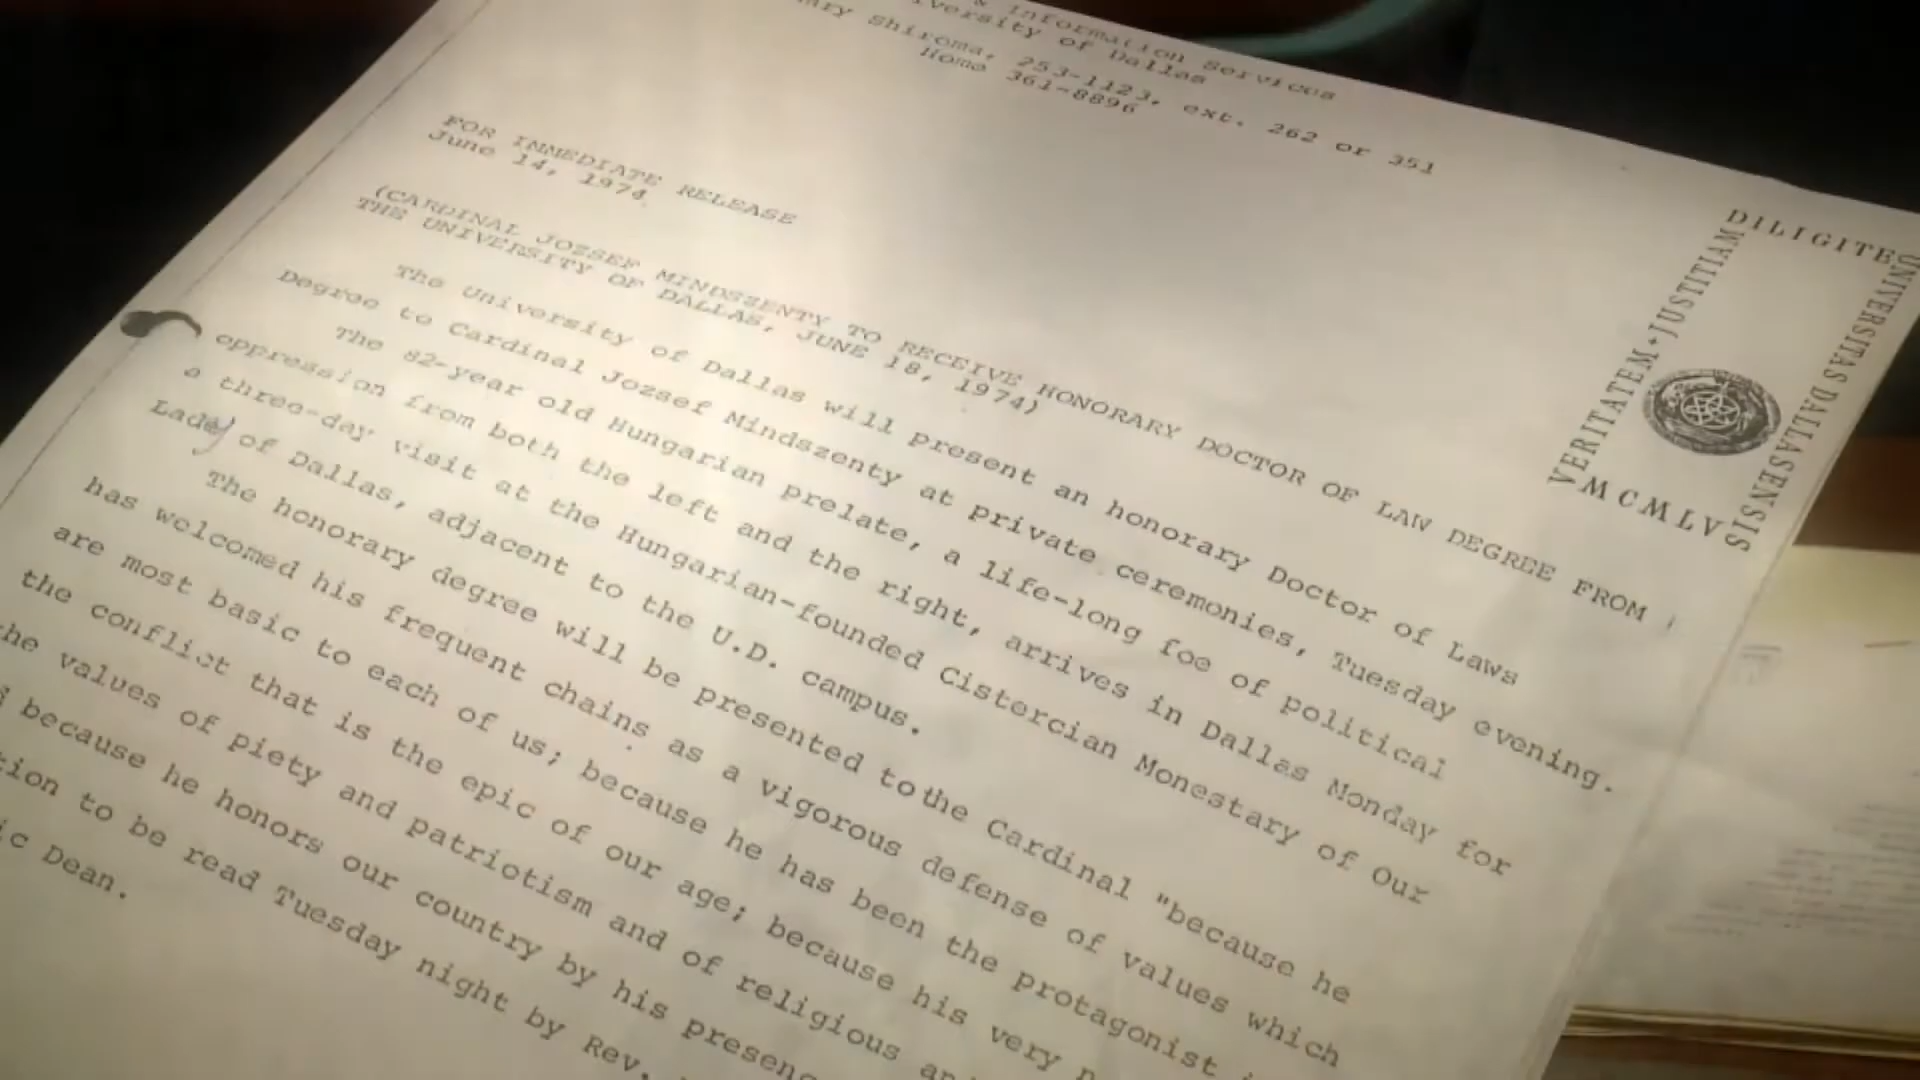 & Information Services
University of Dallas
Shiroma, 253-1123, ext. 262 or 351
Home 361-8896
FOR IMMEDIATE RELEASE
June 14, 1974
(CARDINAL JOZSEF MINDSZENTY TO RECEIVE HONORARY DOCTOR OF LAW DEGREE FROM
THE UNIVERSITY OF DALLAS, JUNE 18, 1974)
The University of Dallas will present an honorary Doctor of Laws
Degree to Cardinal Jozsef Mindszenty at private ceremonies, Tuesday evening.
The 82-year old Hungarian prelate, a life-long foe of political
oppression from both the left and the right, arrives in Dallas Monday for
a three-day visit at the Hungarian-founded Cistercian Monestary of Our
Lady of Dallas, adjacent to the U.D. campus.
The honorary degree will be presented to the Cardinal "because he
has welcomed his frequent chains as a vigorous defense of values which
are most basic to each of us; because he has been the protagonist
the conflict that is the epic of our age; because his very
the values of piety and patriotism and of religious
because he honors our country by his
to be read Tuesday night by Rev.
Dean.
DILIGITE
VERITATEM • JUSTITIAM
UNIVERSITAS DALLASENSIS
MCMLV